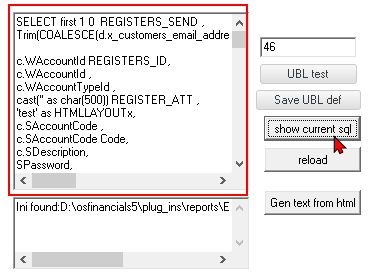 SELECT first 1 0  REGISTERS_SEND ,
Trim(COALESCE(d.x_customers_email_addre
c.WAccountId REGISTERS_ID,
c.WAccountId ,
c.WAccountTypeId ,
cast('' as char(500)) REGISTER_ATT ,
'test' as HTMLLAYOUTx,
c.SAccountCode ,
c.SAccountCode Code,
c.SDescription,
SPassword,
46
UBL test
Save UBL def
show current sql
reload
Gen text from html
Ini found:D:\osfinancials5\plug_ins\reports\E